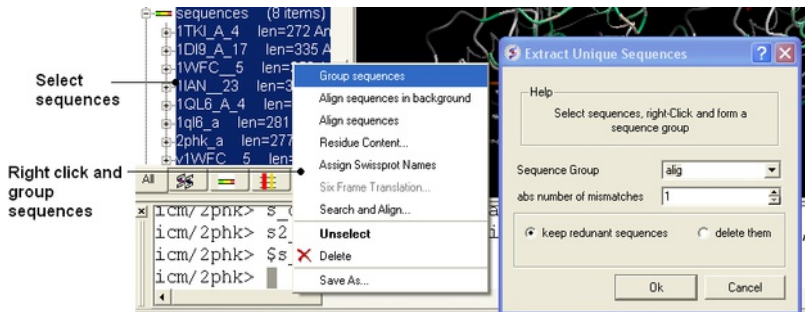 sequences (8 items)
1TKI_A_4 len=272 An
1DI9_A_17 len=335 A
1WFC__5 len=
1IAN__23 len=3
1QL6_A_4 len=
1ql6_a len=281
2phk_a len=277
v1WFC 5 len=
Select
sequences
Right click and
group
sequences
All
Group sequences
Align sequences in background
Align sequences
Residue Content...
Assign Swissprot Names
Six Frame Translation...
Search and Align...
Unselect
Delete
Save As...
icm/2phk> s_
icm/2phk> s2_
icm/2phk> $s_
icm/2phk>
Extract Unique Sequences
Help
Select sequences, right-Click and form a
sequence group
Sequence Group alig
abs number of mismatches 1
keep redunant sequences delete them
Ok Cancel